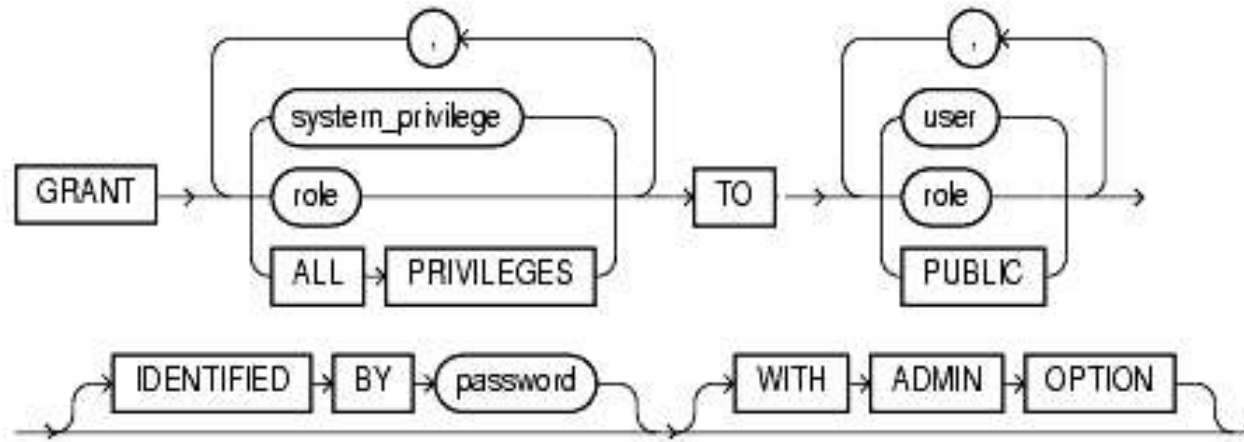 , ,
system_privilege user
GRANT role TO role
ALL PRIVILEGES PUBLIC
IDENTIFIED BY password WITH ADMIN OPTION